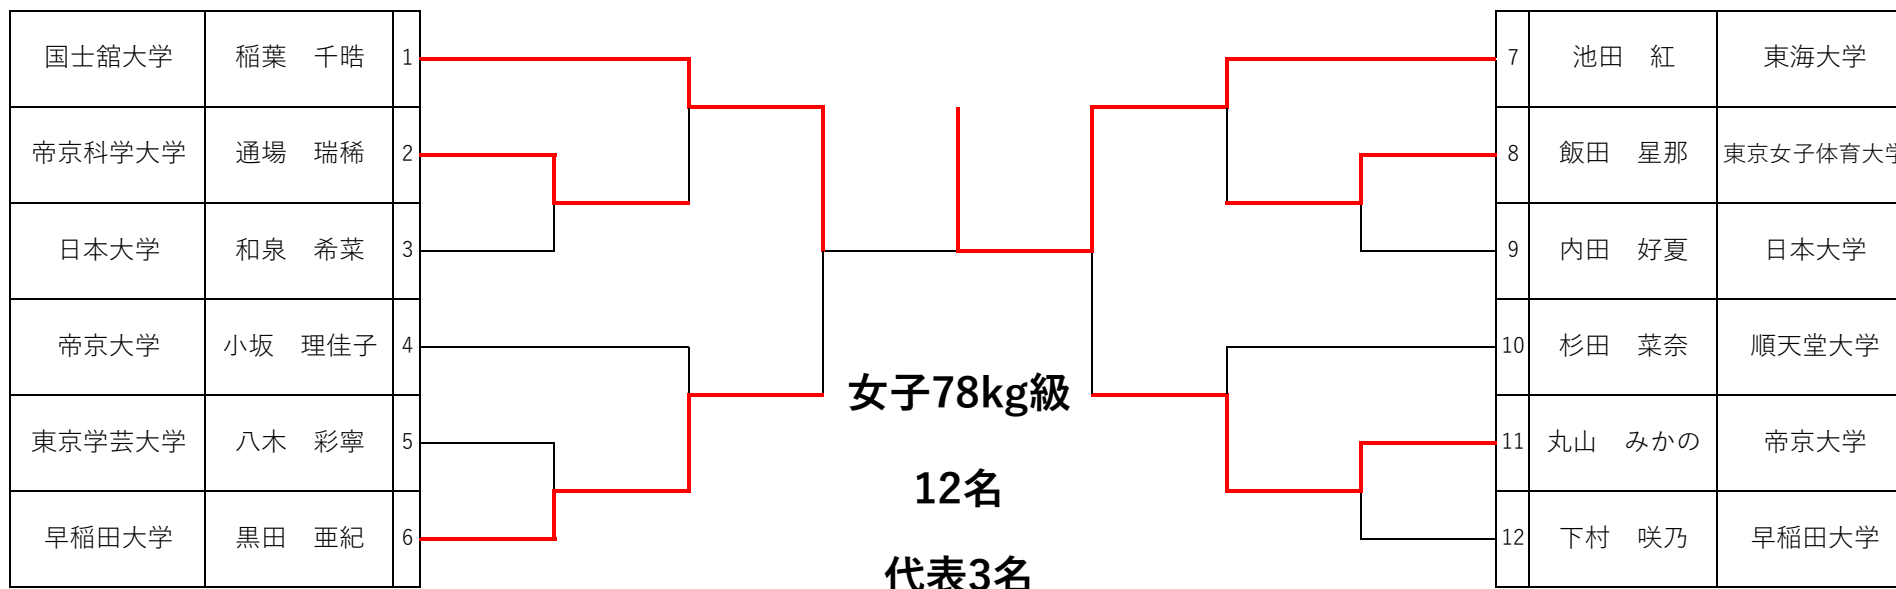 国士舘大学 稲葉 千晧 1
帝京科学大学 通場 瑞稀 2
日本大学 和泉 希菜 3
帝京大学 小坂 理佳子 4
東京学芸大学 八木 彩寧 5
早稲田大学 黒田 亜紀 6
女子78kg級
12名
代表3名
7 池田 紅 東海大学
8 飯田 星那 東京女子体育大学
9 内田 好夏 日本大学
10 杉田 菜奈 順天堂大学
11 丸山 みかの 帝京大学
12 下村 咲乃 早稲田大学